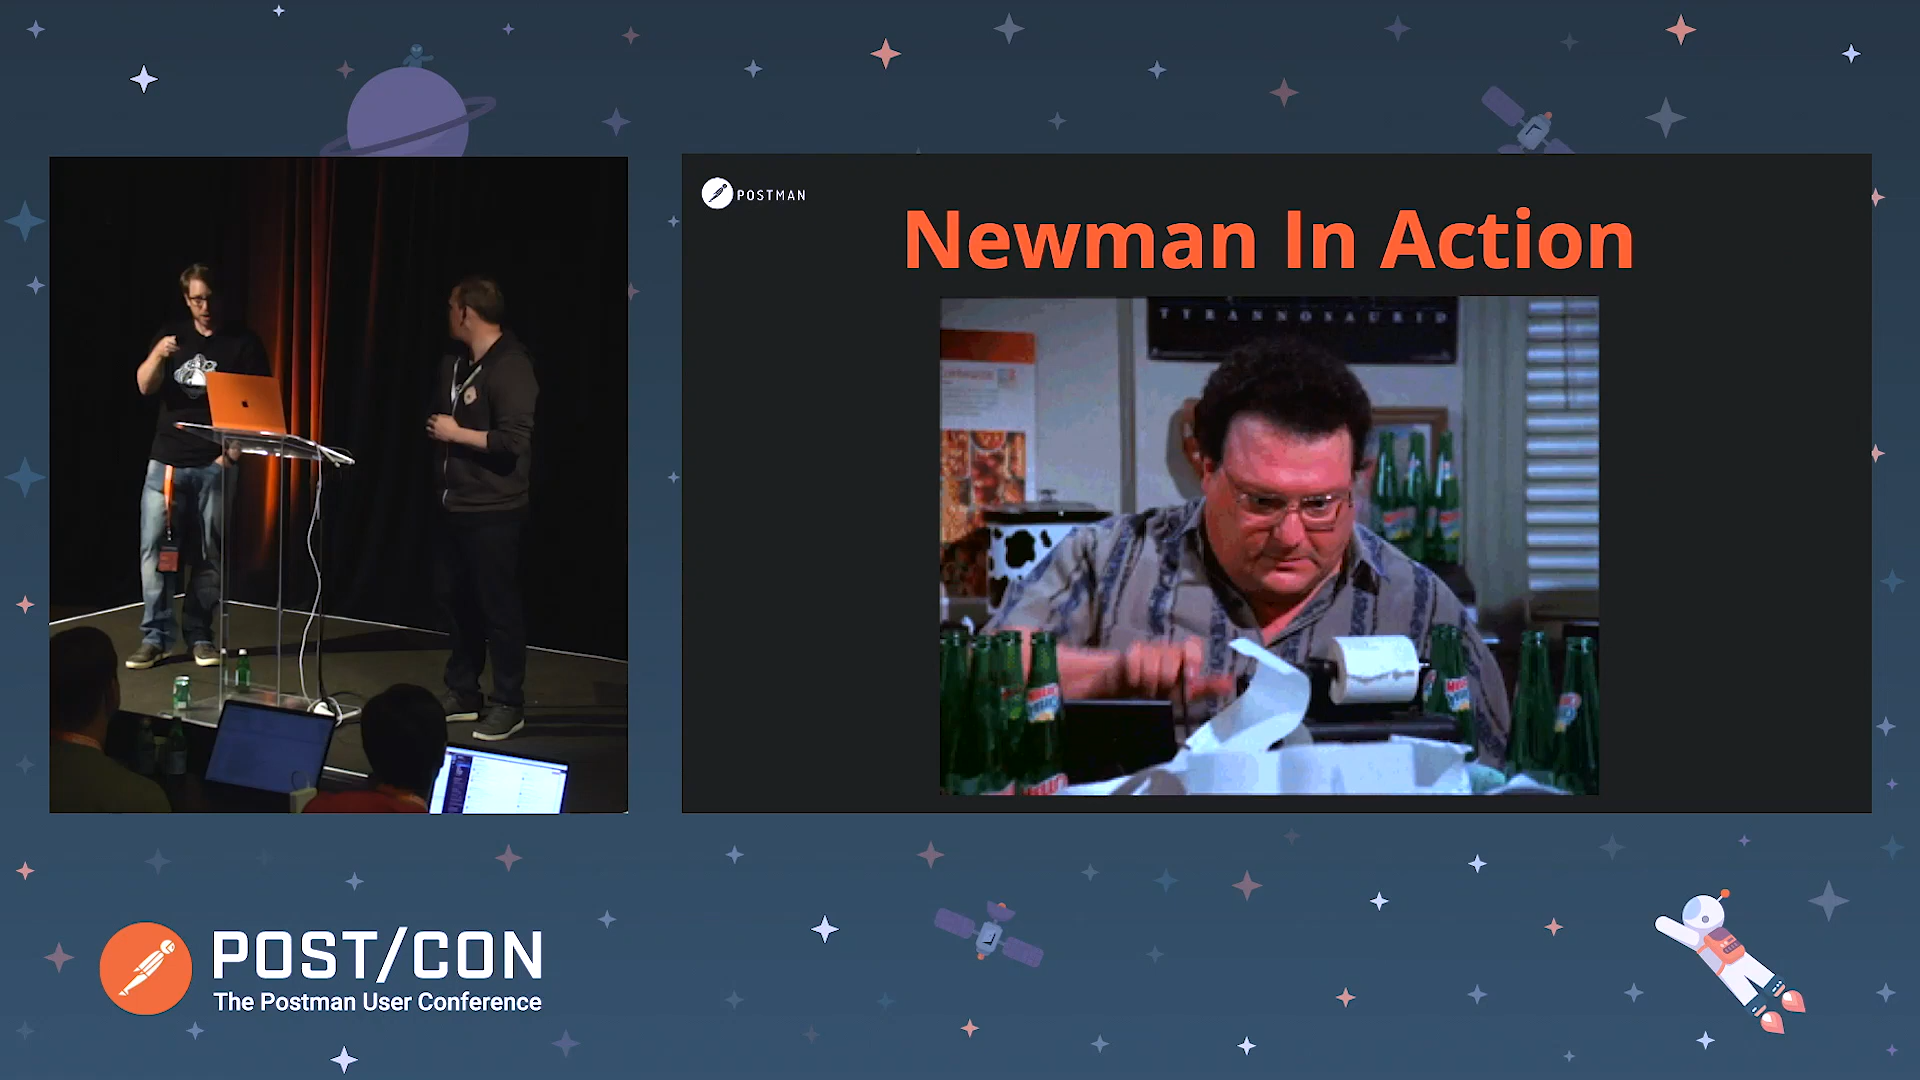 POSTMAN
Newman In Action
TYRANNOSAURID
POST/CON
The Postman User Conference